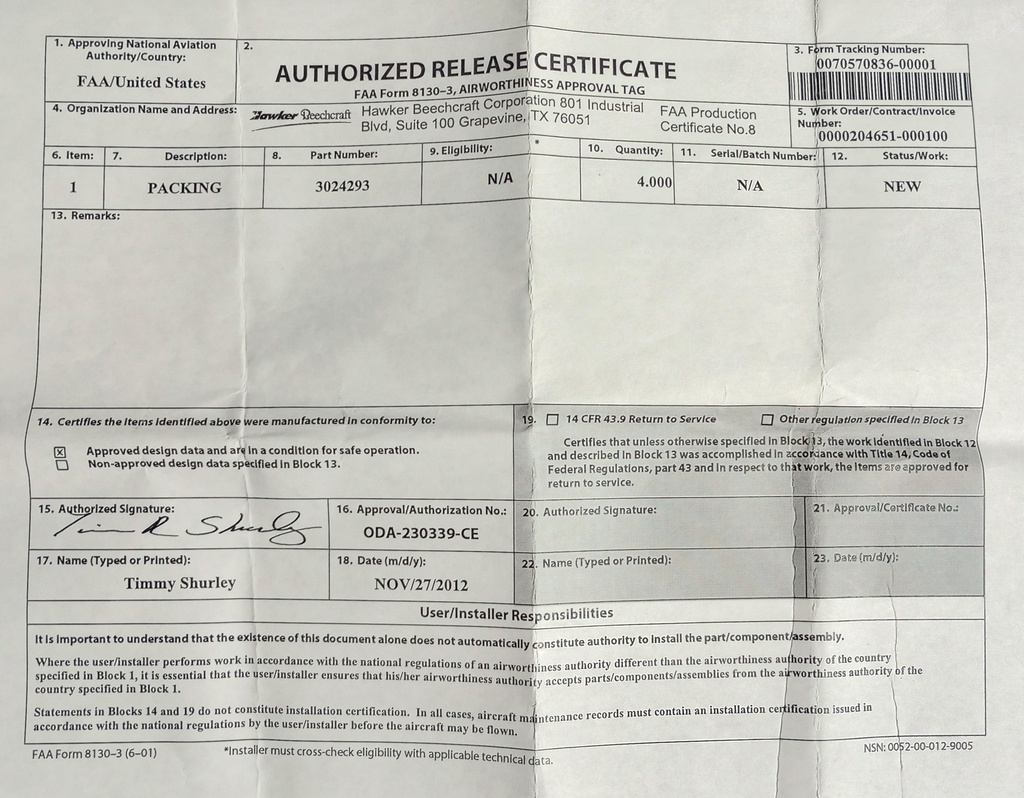 1. Approving National Aviation
Authority/Country:
FAA/United States
2.
AUTHORIZED RELEASE CERTIFICATE
FAA Form 8130–3, AIRWORTHINESS APPROVAL TAG
3. Form Tracking Number:
0070570836-00001
4. Organization Name and Address:
Hawker Beechcraft
Hawker Beechcraft Corporation 801 Industrial
Blvd, Suite 100 Grapevine, TX 76051
FAA Production
Certificate No.8
5. Work Order/Contract/Invoice
Number:
0000204651-000100
6. Item:
1
7. Description:
PACKING
8. Part Number:
3024293
9. Eligibility: *
N/A
10. Quantity:
4.000
11. Serial/Batch Number:
N/A
12. Status/Work:
NEW
13. Remarks:
14. Certifies the items identified above were manufactured in conformity to:
Approved design data and are in a condition for safe operation.
Non-approved design data specified in Block 13.
19. 14 CFR 43.9 Return to Service Other regulation specified in Block 13
Certifies that unless otherwise specified in Block 13, the work identified in Block 12
and described in Block 13 was accomplished in accordance with Title 14, Code of
Federal Regulations, part 43 and in respect to that work, the items are approved for
return to service.
15. Authorized Signature:
Tim R Shurley
16. Approval/Authorization No.:
ODA-230339-CE
20. Authorized Signature:
21. Approval/Certificate No.:
17. Name (Typed or Printed):
Timmy Shurley
18. Date (m/d/y):
NOV/27/2012
22. Name (Typed or Printed):
23. Date (m/d/y):
User/Installer Responsibilities
It is important to understand that the existence of this document alone does not automatically constitute authority to install the part/component/assembly.
Where the user/installer performs work in accordance with the national regulations of an airworthiness authority different than the airworthiness authority of the country
specified in Block 1, it is essential that the user/installer ensures that his/her airworthiness authority accepts parts/components/assemblies from the airworthiness authority of the
country specified in Block 1.
Statements in Blocks 14 and 19 do not constitute installation certification. In all cases, aircraft maintenance records must contain an installation certification issued in
accordance with the national regulations by the user/installer before the aircraft may be flown.
FAA Form 8130–3 (6–01)
*Installer must cross-check eligibility with applicable technical data.
NSN: 0052-00-012-9005